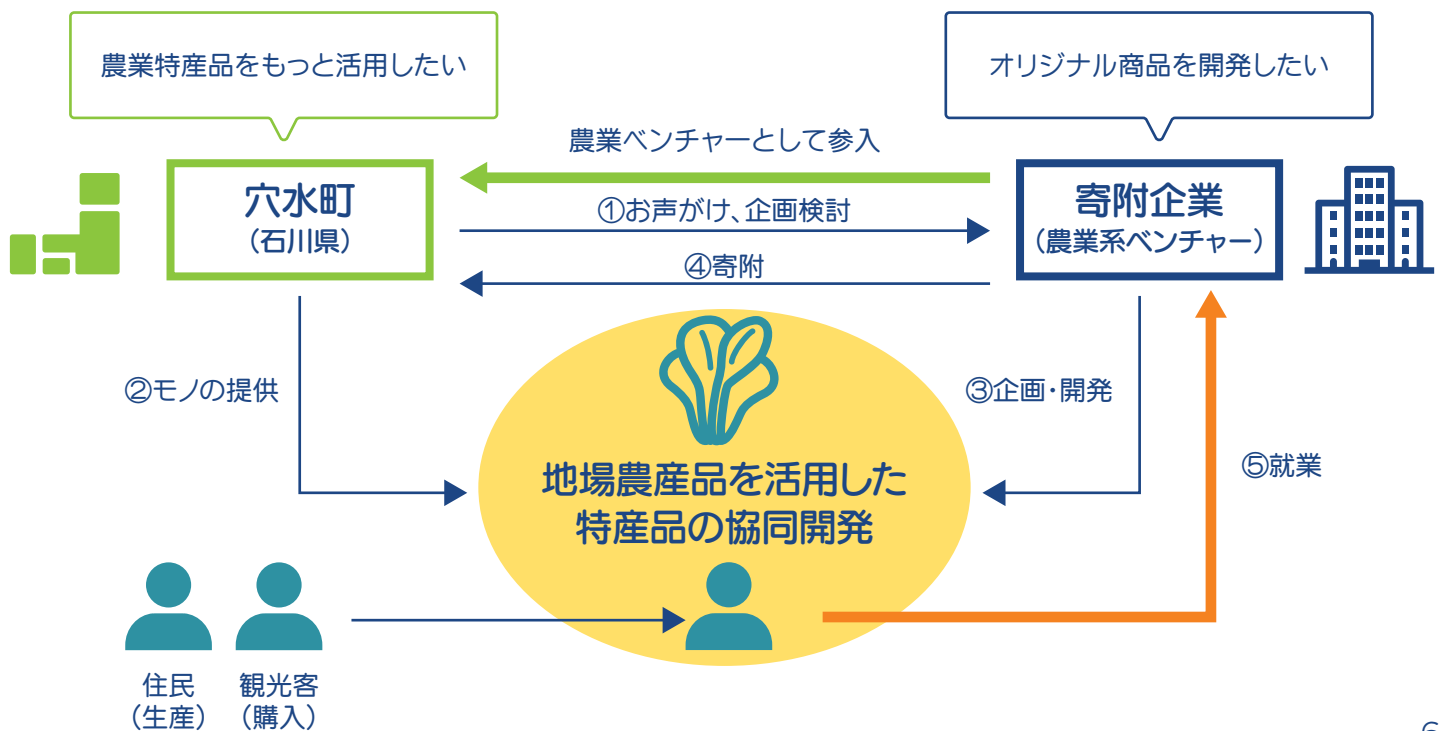 農業特産品をもっと活用したい
オリジナル商品を開発したい
農業ベンチャーとして参入
穴水町
（石川県）
①お声がけ、企画検討
寄附企業
（農業系ベンチャー）
④寄附
②モノの提供
③企画・開発
地場農産品を活用した
特産品の協同開発
⑤就業
住民
（生産）
観光客
（購入）